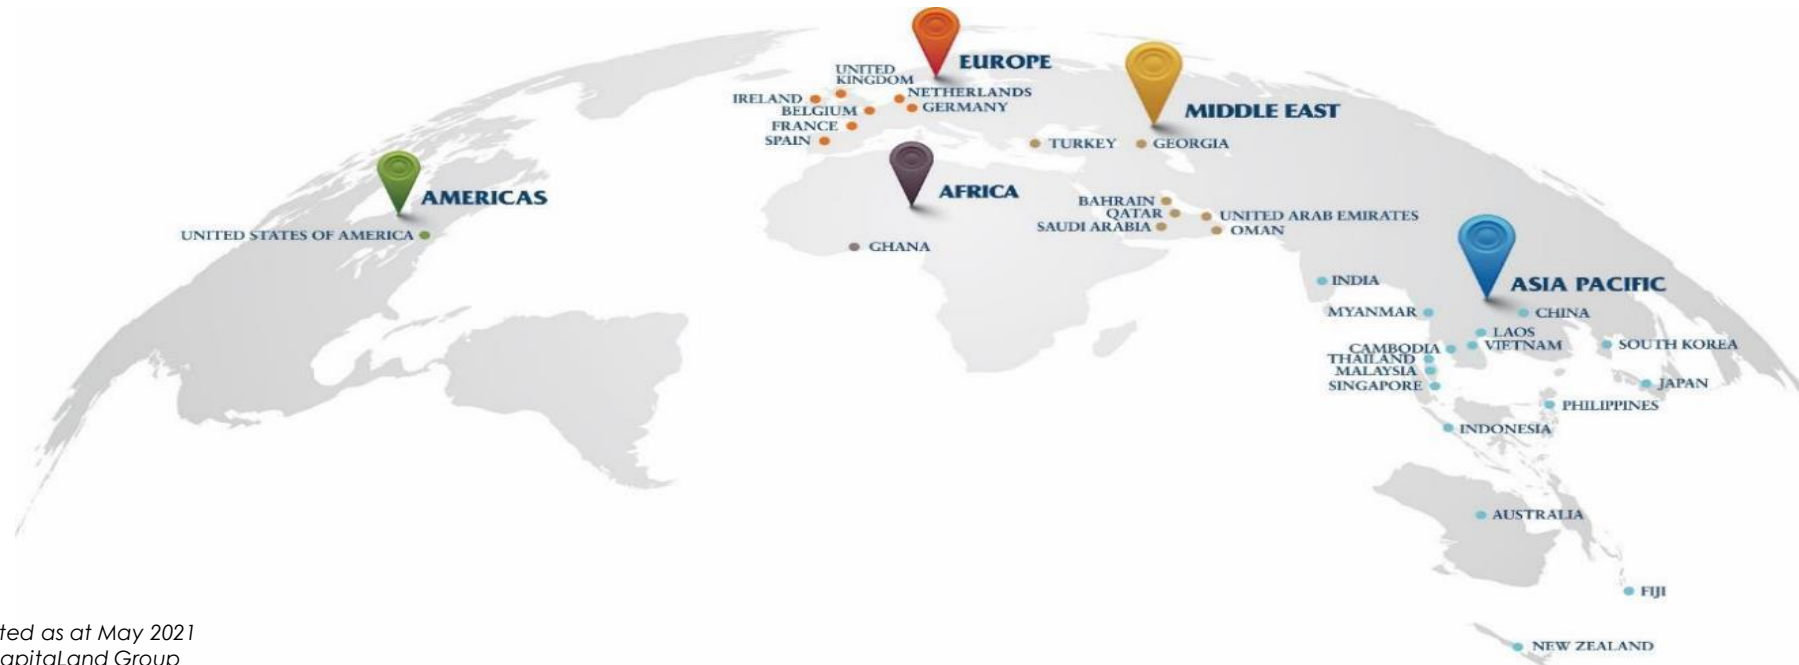 EUROPE
UNITED
KINGDOM
IRELAND
NETHERLANDS
BELGIUM
GERMANY
FRANCE
SPAIN
MIDDLE EAST
TURKEY
GEORGIA
AMERICAS
UNITED STATES OF AMERICA
AFRICA
GHANA
BAHRAIN
QATAR
UNITED ARAB EMIRATES
SAUDI ARABIA
OMAN
ASIA PACIFIC
INDIA
MYANMAR
CHINA
LAOS
CAMBODIA
VIETNAM
SOUTH KOREA
THAILAND
MALAYSIA
SINGAPORE
JAPAN
PHILIPPINES
INDONESIA
AUSTRALIA
FIJI
NEW ZEALAND
as at May 2021
Group